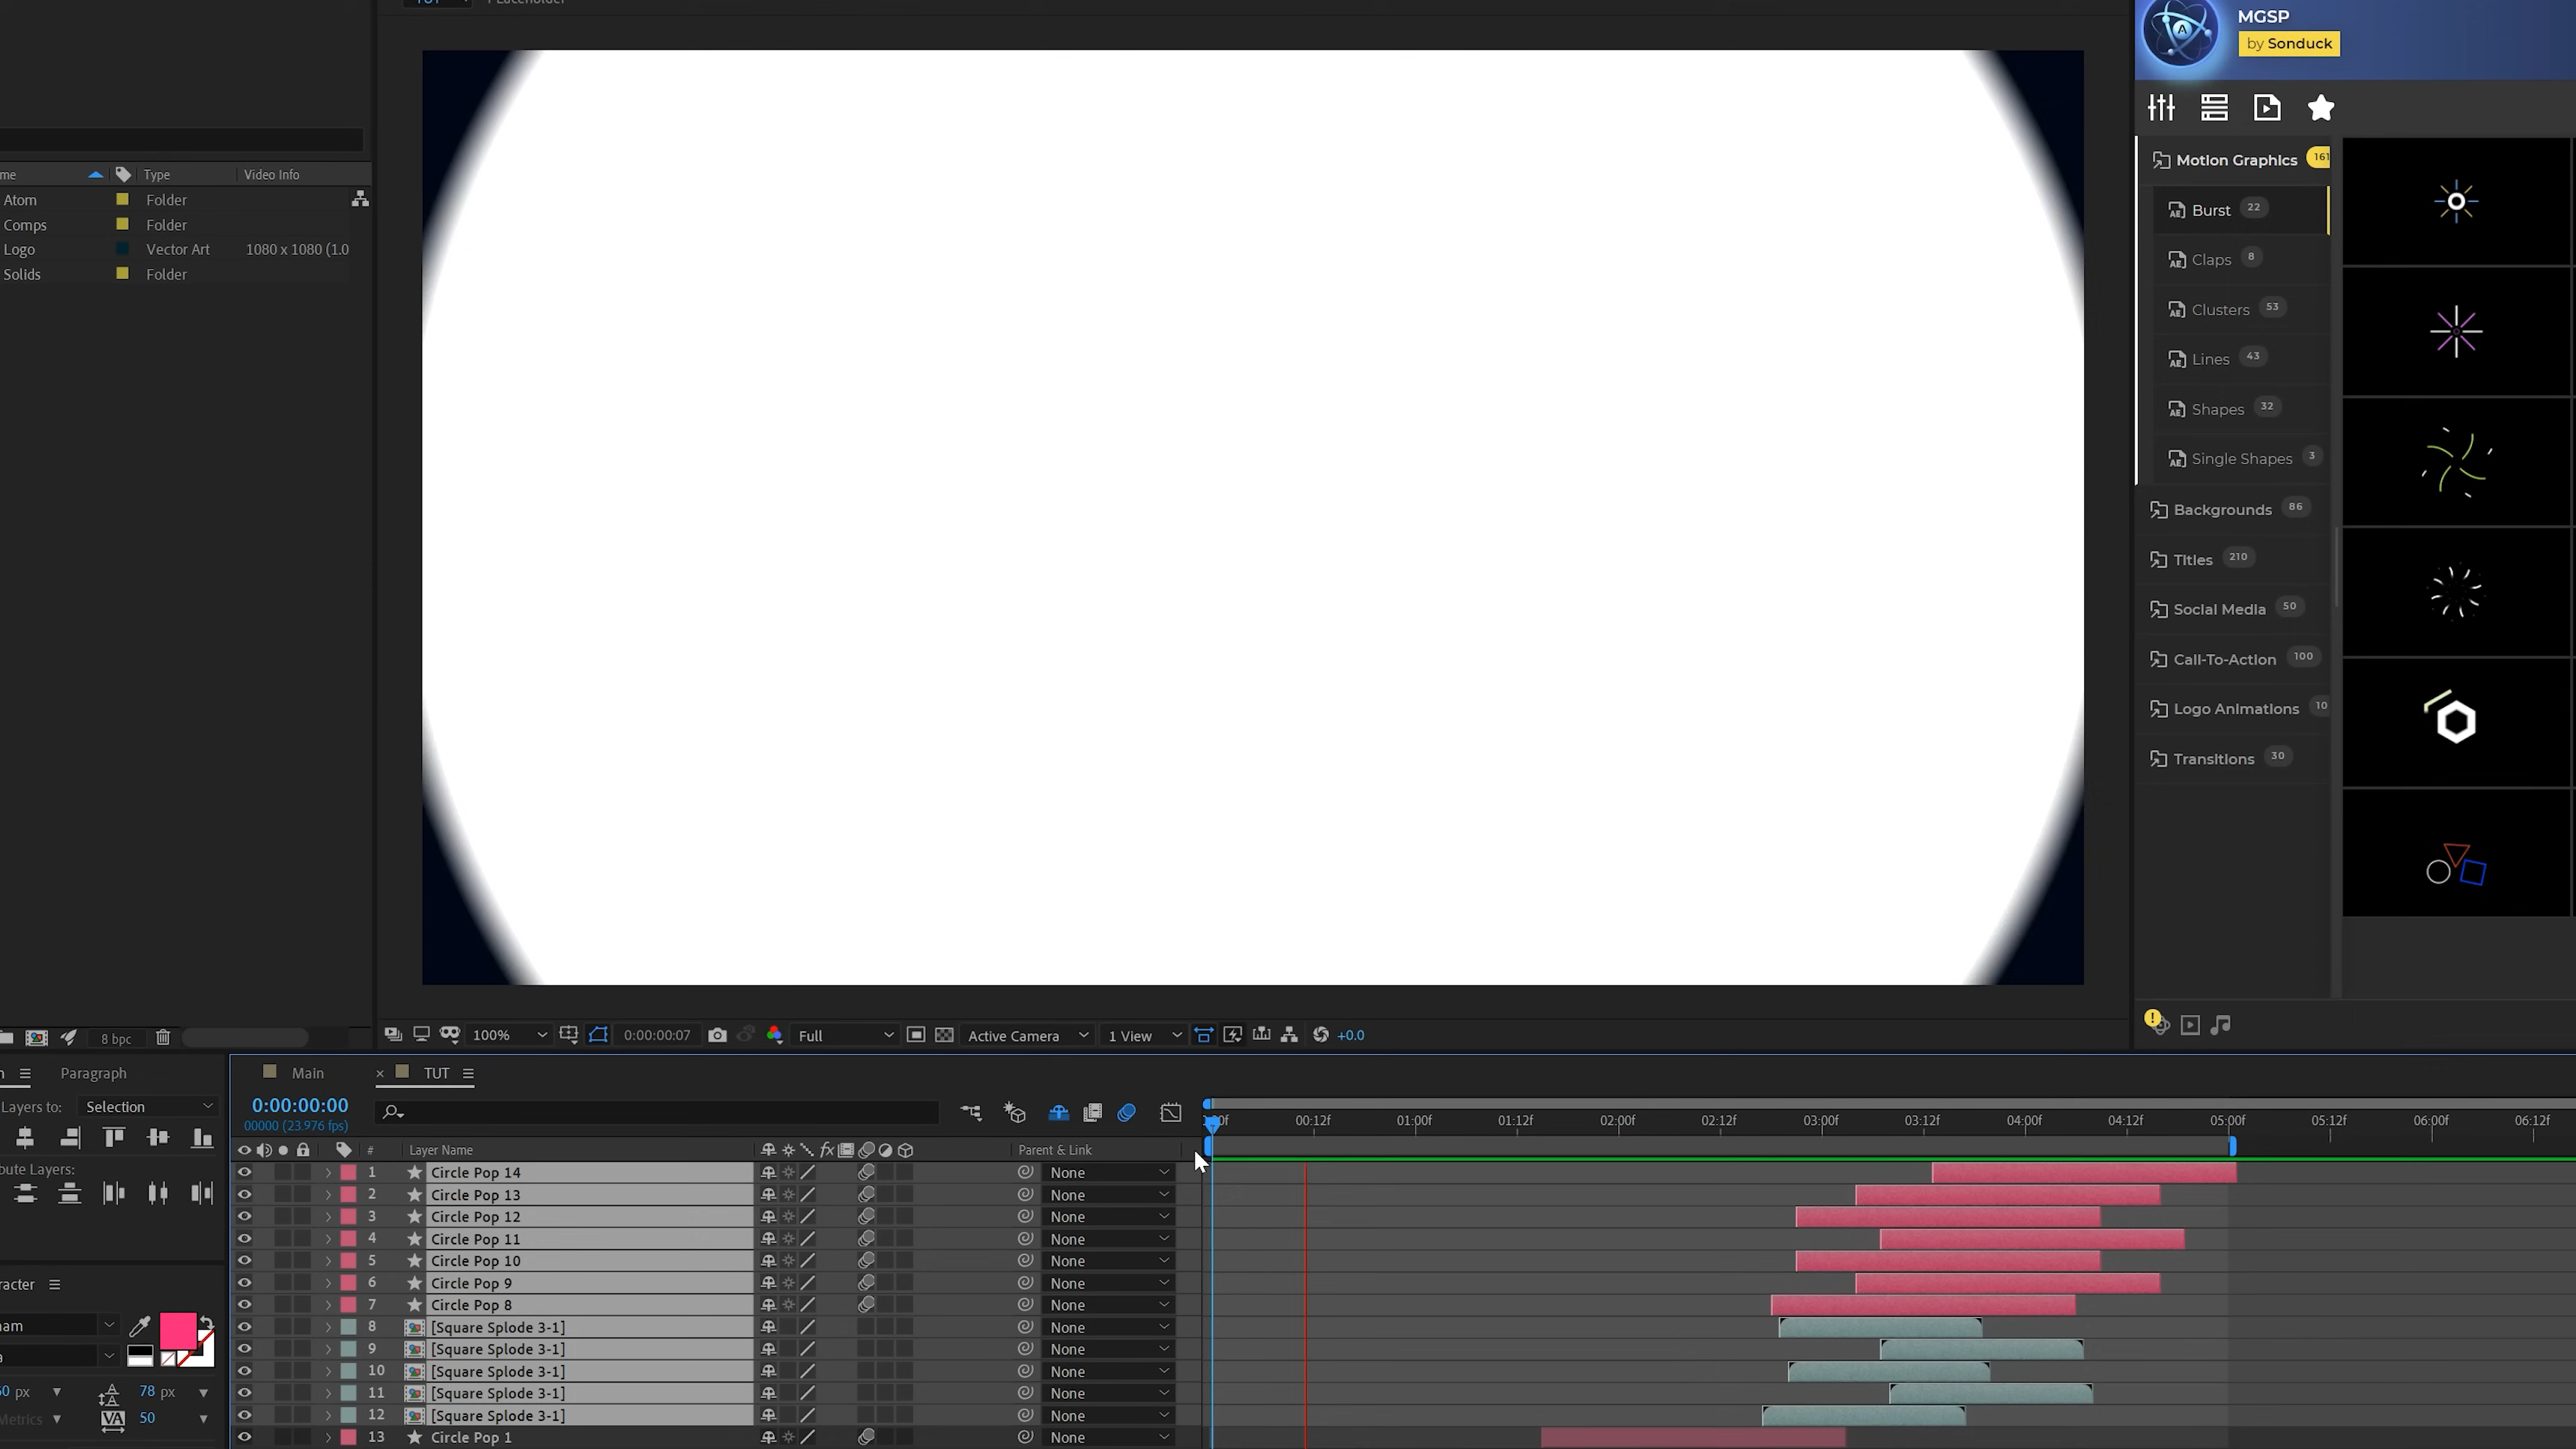 TUT
MGSP
by Sonduck
me Type Video Info
Atom Folder
Comps Folder
Logo Vector Art 1080 x 1080 (1.0
Solids Folder
Motion Graphics 161
Burst 22
Claps 8
Clusters 53
Lines 43
Shapes 32
Single Shapes 3
Backgrounds 86
Titles 210
Social Media 50
Call-To-Action 100
Logo Animations 10
Transitions 30
8 bpc
100% 0:00:00:07 Full Active Camera 1 View +0.0
Paragraph
Layers to: Selection
bute Layers:
racter
am
78 px
Metrics 50
Main TUT
0:00:00:00
00000 (23.976 fps)
00:12f 01:00f 01:12f 02:00f 02:12f 03:00f 03:12f 04:00f 04:12f 05:00f 05:12f 06:00f 06:12f
# Layer Name fx Parent & Link
1 Circle Pop 14 None
2 Circle Pop 13 None
3 Circle Pop 12 None
4 Circle Pop 11 None
5 Circle Pop 10 None
6 Circle Pop 9 None
7 Circle Pop 8 None
8 [Square Splode 3-1] None
9 [Square Splode 3-1] None
10 [Square Splode 3-1] None
11 [Square Splode 3-1] None
12 [Square Splode 3-1] None
13 Circle Pop 1 None